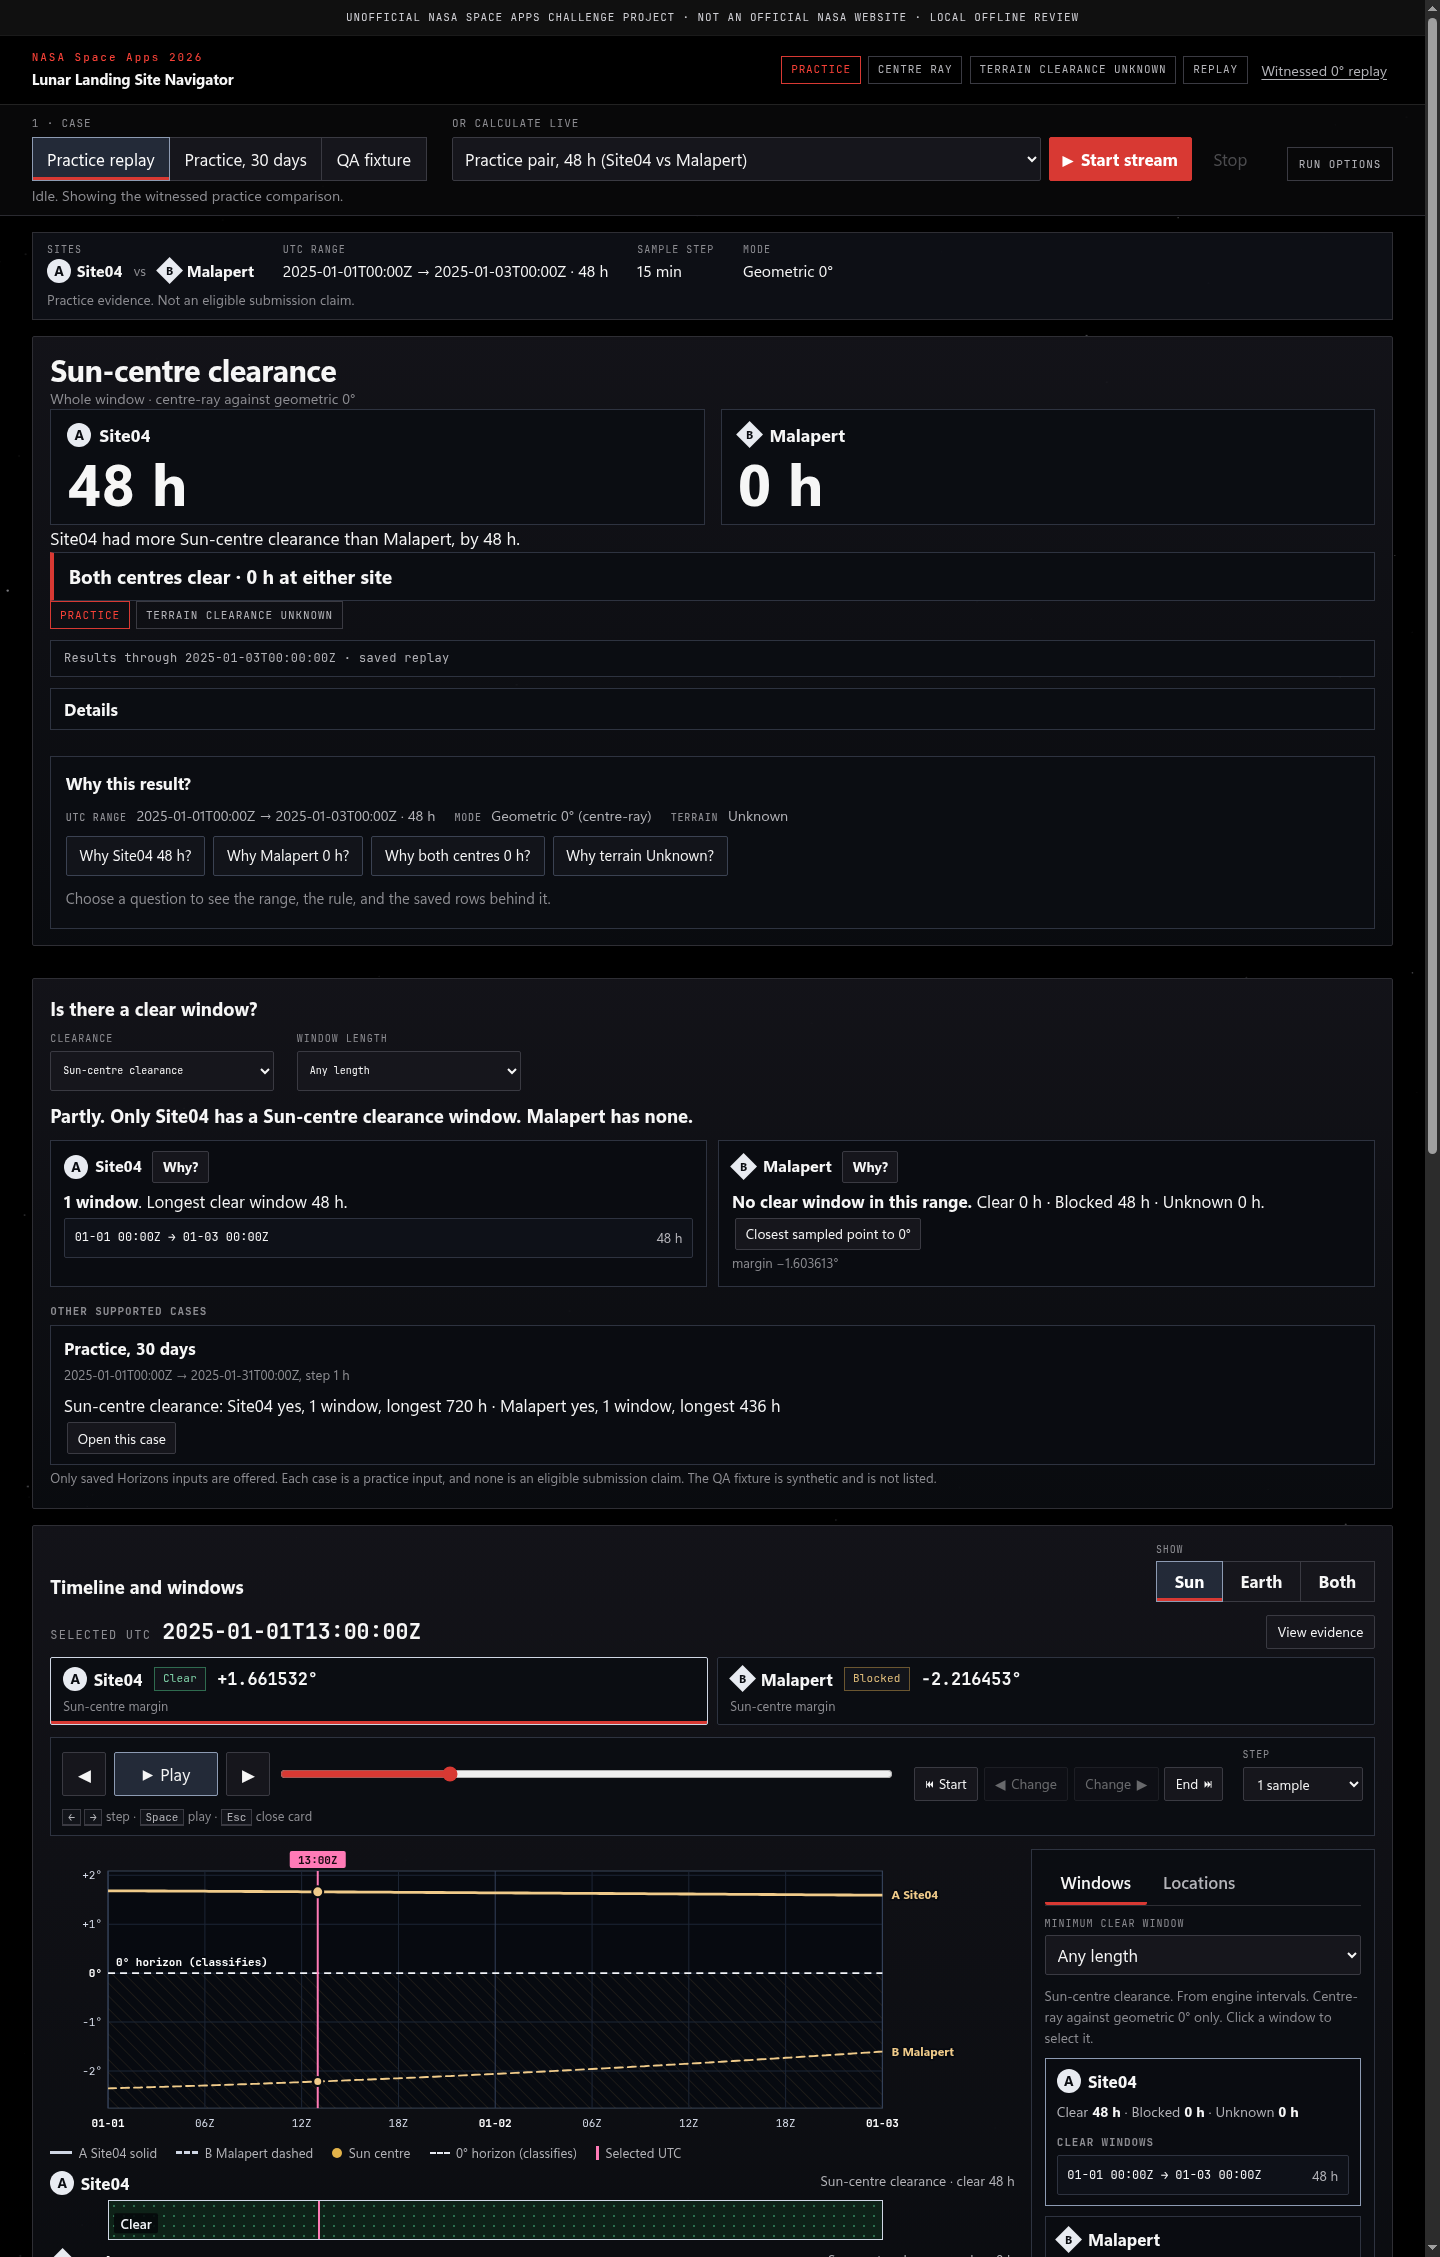 UNOFFICIAL NASA SPACE APPS CHALLENGE PROJECT · NOT AN OFFICIAL NASA WEBSITE · LOCAL OFFLINE REVIEW
NASA Space Apps 2026
Lunar Landing Site Navigator
PRACTICE CENTRE RAY TERRAIN CLEARANCE UNKNOWN REPLAY Witnessed 0° replay
1 · CASE
Practice replay Practice, 30 days QA fixture
OR CALCULATE LIVE
Practice pair, 48 h (Site04 vs Malapert) ▶ Start stream Stop RUN OPTIONS
Idle. Showing the witnessed practice comparison.
SITES UTC RANGE SAMPLE STEP MODE
A Site04 vs B Malapert 2025-01-01T00:00Z → 2025-01-03T00:00Z · 48 h 15 min Geometric 0°
Practice evidence. Not an eligible submission claim.
Sun-centre clearance
Whole window · centre-ray against geometric 0°
A Site04
48 h
B Malapert
0 h
Site04 had more Sun-centre clearance than Malapert, by 48 h.
Both centres clear · 0 h at either site
PRACTICE TERRAIN CLEARANCE UNKNOWN
Results through 2025-01-03T00:00:00Z · saved replay
Details
Why this result?
UTC RANGE 2025-01-01T00:00Z → 2025-01-03T00:00Z · 48 h MODE Geometric 0° (centre-ray) TERRAIN Unknown
Why Site04 48 h? Why Malapert 0 h? Why both centres 0 h? Why terrain Unknown?
Choose a question to see the range, the rule, and the saved rows behind it.
Is there a clear window?
CLEARANCE WINDOW LENGTH
Sun-centre clearance Any length
Partly. Only Site04 has a Sun-centre clearance window. Malapert has none.
A Site04 Why?
1 window. Longest clear window 48 h.
01-01 00:00Z → 01-03 00:00Z 48 h
B Malapert Why?
No clear window in this range. Clear 0 h · Blocked 48 h · Unknown 0 h.
Closest sampled point to 0°
margin −1.603613°
OTHER SUPPORTED CASES
Practice, 30 days
2025-01-01T00:00Z → 2025-01-31T00:00Z, step 1 h
Sun-centre clearance: Site04 yes, 1 window, longest 720 h · Malapert yes, 1 window, longest 436 h
Open this case
Only saved Horizons inputs are offered. Each case is a practice input, and none is an eligible submission claim. The QA fixture is synthetic and is not listed.
SHOW
Timeline and windows Sun Earth Both
SELECTED UTC 2025-01-01T13:00:00Z View evidence
A Site04 Clear +1.661532°
Sun-centre margin
B Malapert Blocked -2.216453°
Sun-centre margin
◀ ▶ Play ▶ ⏮ Start ◀ Change Change ▶ End ⏭
STEP
1 sample
← → step · Space play · Esc close card
13:00Z
+2°
+1°
0°
-1°
-2°
0° horizon (classifies)
A Site04
B Malapert
01-01 06Z 12Z 18Z 01-02 06Z 12Z 18Z 01-03
A Site04 solid B Malapert dashed Sun centre 0° horizon (classifies) Selected UTC
A Site04 Sun-centre clearance · clear 48 h
Clear
Windows Locations
MINIMUM CLEAR WINDOW
Any length
Sun-centre clearance. From engine intervals. Centre-
ray against geometric 0° only. Click a window to
select it.
A Site04
Clear 48 h · Blocked 0 h · Unknown 0 h
CLEAR WINDOWS
01-01 00:00Z → 01-03 00:00Z 48 h
B Malapert